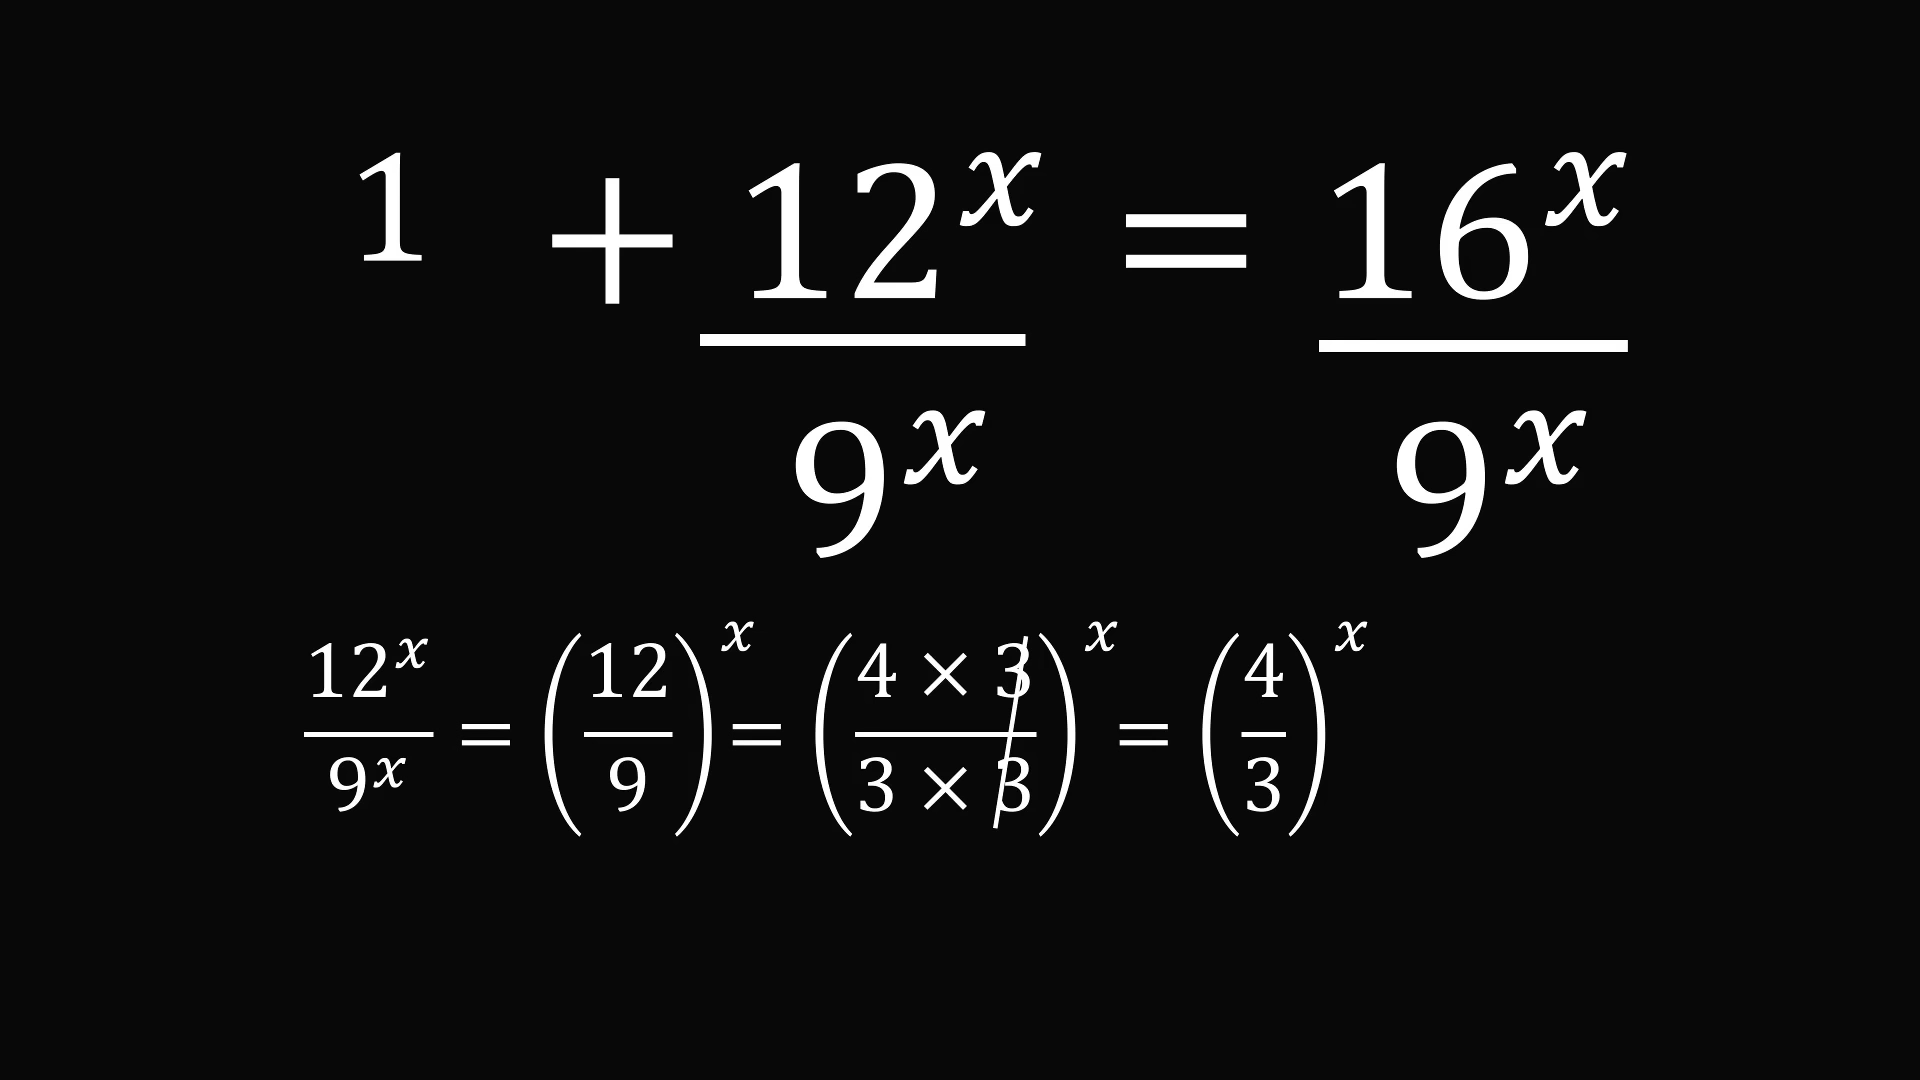 1 + 12^x / 9^x = 16^x / 9^x
12^x / 9^x = (12 / 9)^x = (4 × 3 / 3 × 3)^x = (4 / 3)^x